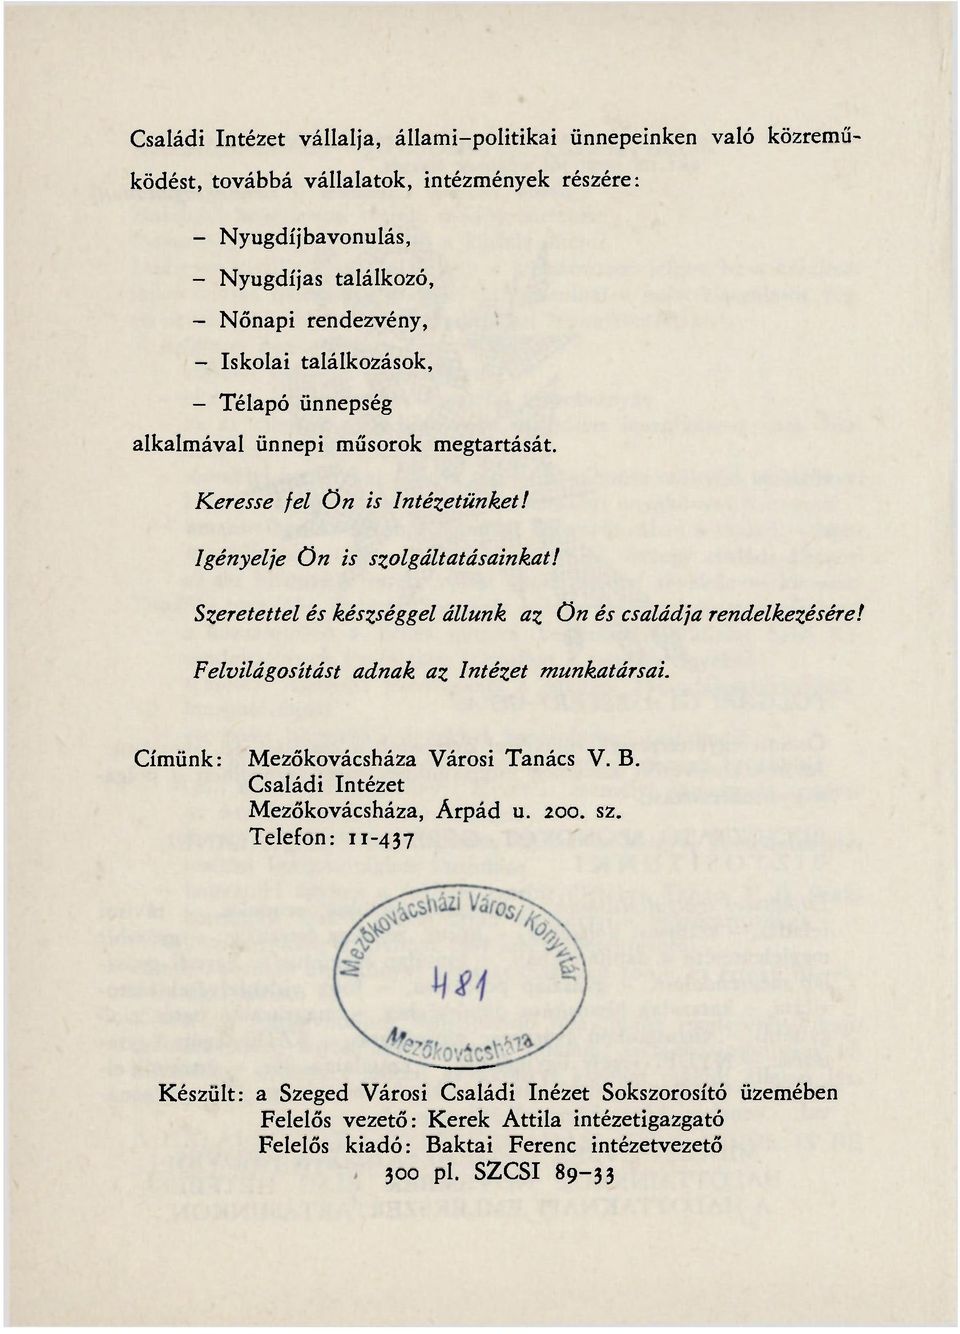 Családi Intézet vállalja, állami–politikai ünnepeinken való közremű-
ködést, továbbá vállalatok, intézmények részére:
– Nyugdíjbavonulás,
– Nyugdíjas találkozó,
– Nőnapi rendezvény,
– Iskolai találkozások,
– Télapó ünnepség
alkalmával ünnepi műsorok megtartását.
Keresse fel Ön is Intézetünket!
Igényelje Ön is szolgáltatásainkat!
Szeretettel és készséggel állunk az Ön és családja rendelkezésére!
Felvilágosítást adnak az Intézet munkatársai.
Címünk: Mezőkovácsháza Városi Tanács V. B.
Családi Intézet
Mezőkovácsháza, Árpád u. 200. sz.
Telefon: 11-437
Mezőkovácsházi Városi Könyvtár
481
Mezőkovácsháza
Készült: a Szeged Városi Családi Inézet Sokszorosító üzemében
Felelős vezető: Kerek Attila intézetigazgató
Felelős kiadó: Baktai Ferenc intézetvezető
300 pl. SZCSI 89–33